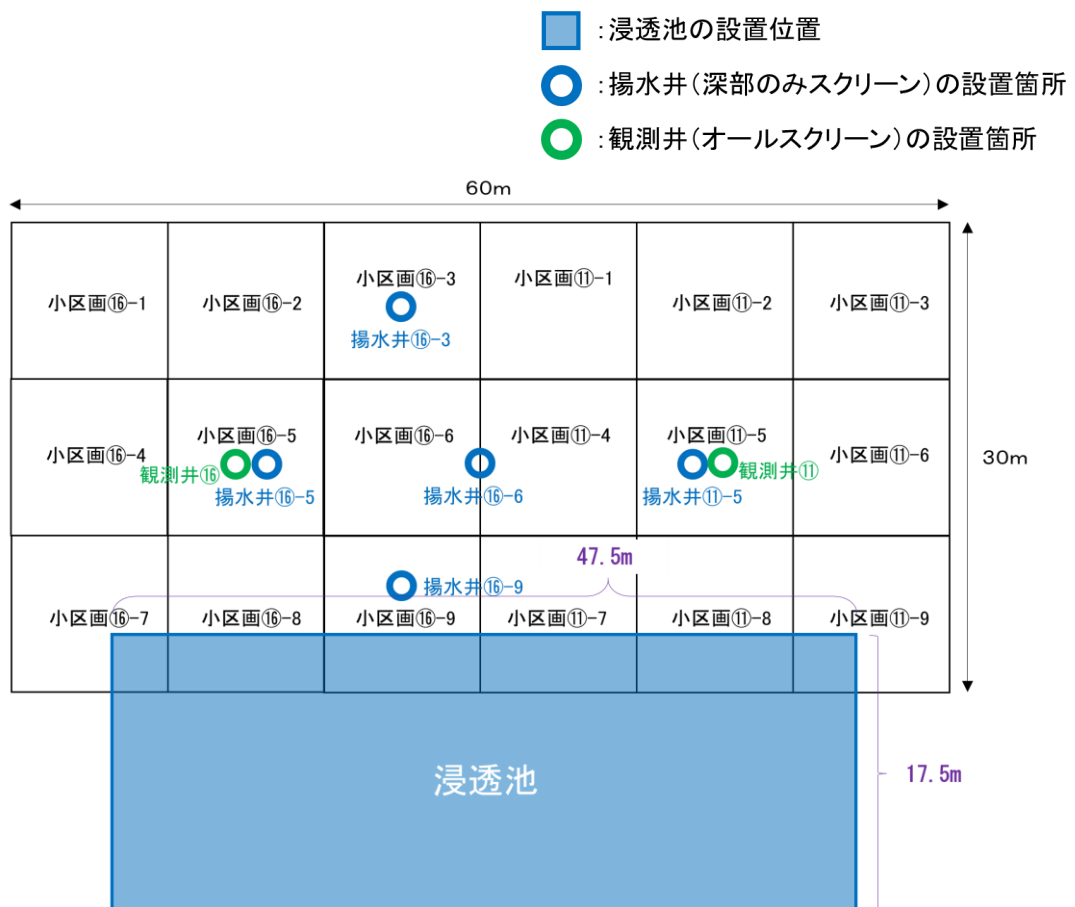 :浸透池の設置位置
:揚水井(深部のみスクリーン)の設置箇所
:観測井(オールスクリーン)の設置箇所
60m
小区画⑯-1
小区画⑯-2
小区画⑯-3
揚水井⑯-3
小区画⑪-1
小区画⑪-2
小区画⑪-3
小区画⑯-4
小区画⑯-5
観測井⑯
揚水井⑯-5
小区画⑯-6
揚水井⑯-6
小区画⑪-4
小区画⑪-5
揚水井⑪-5
観測井⑪
小区画⑪-6
30m
47.5m
揚水井⑯-9
小区画⑯-7
小区画⑯-8
小区画⑯-9
小区画⑪-7
小区画⑪-8
小区画⑪-9
浸透池
17.5m